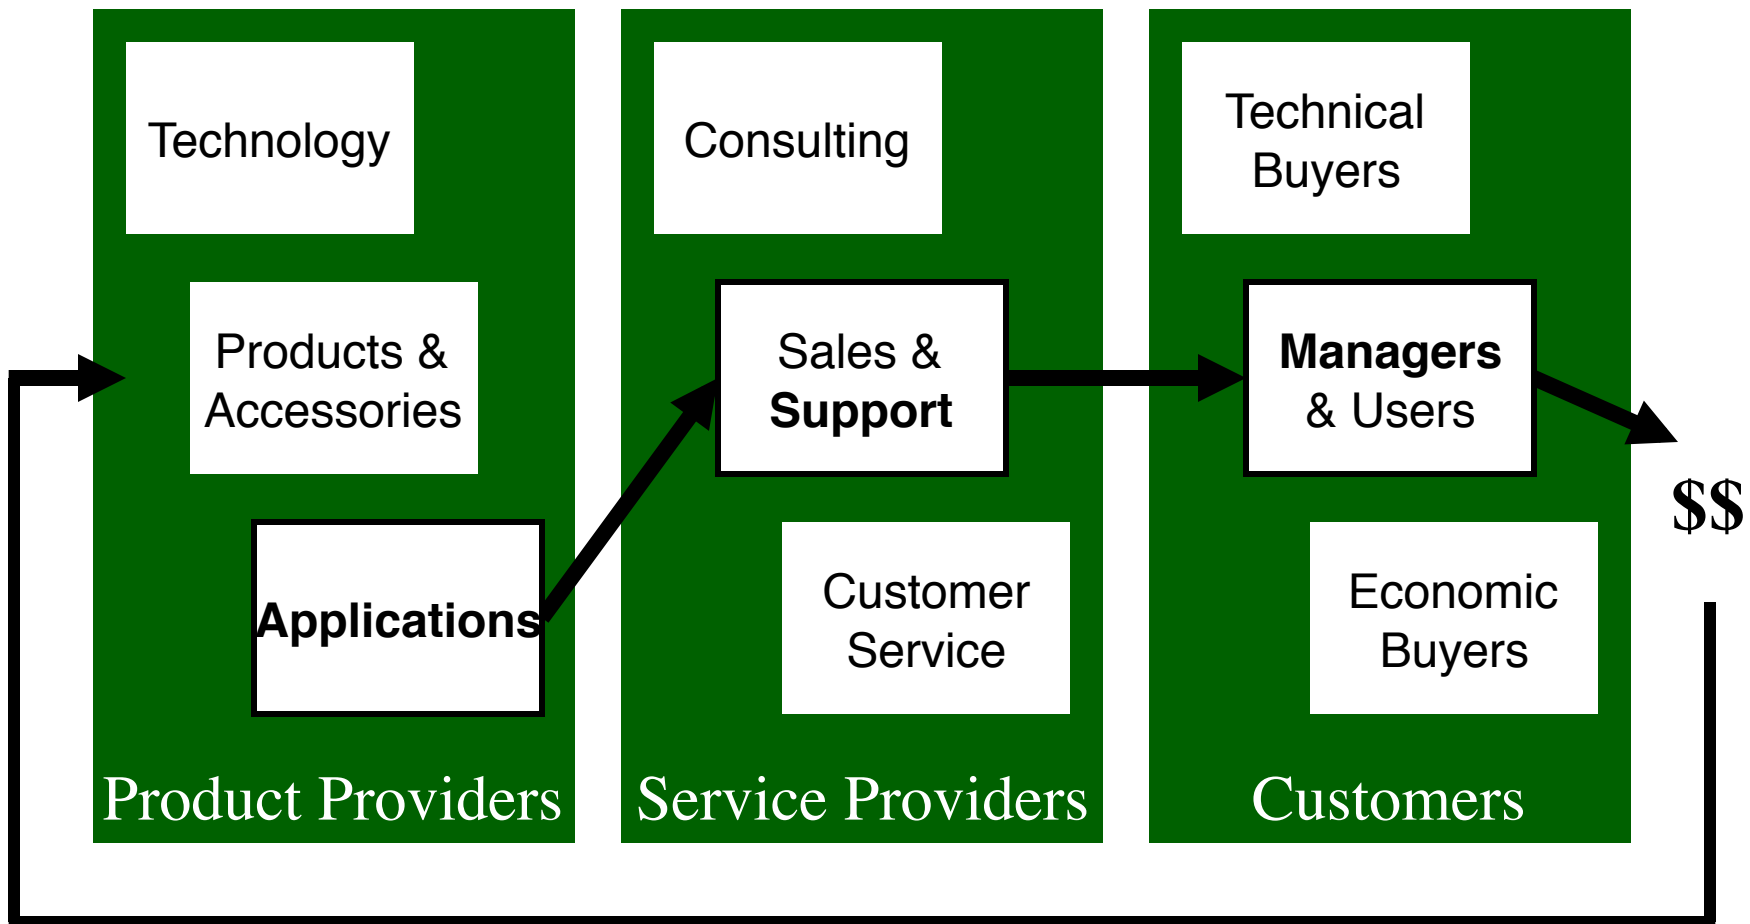 Technology
Products &
Accessories
Applications
Product Providers
Consulting
Sales &
Support
Customer
Service
Service Providers
Technical
Buyers
Managers
& Users
Economic
Buyers
Customers
$$